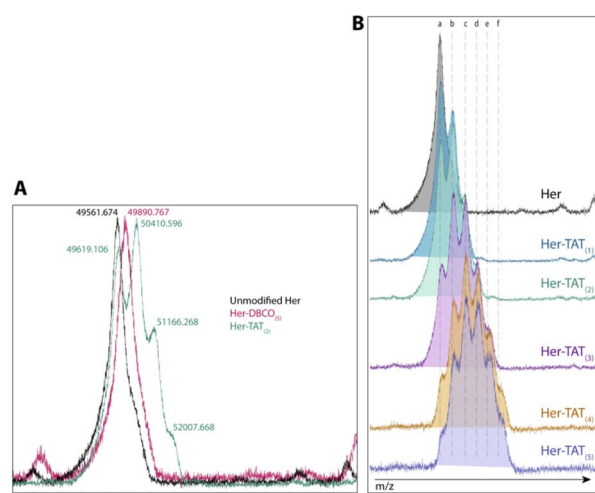 B
a b c d e f
Her
Her-TAT(1)
Her-TAT(2)
Her-TAT(3)
Her-TAT(4)
Her-TAT(5)
m/z
A
49561.674 49890.767
50410.596
49619.106
51166.268
52007.668
Unmodified Her
Her-DBCO(5)
Her-TAT(2)